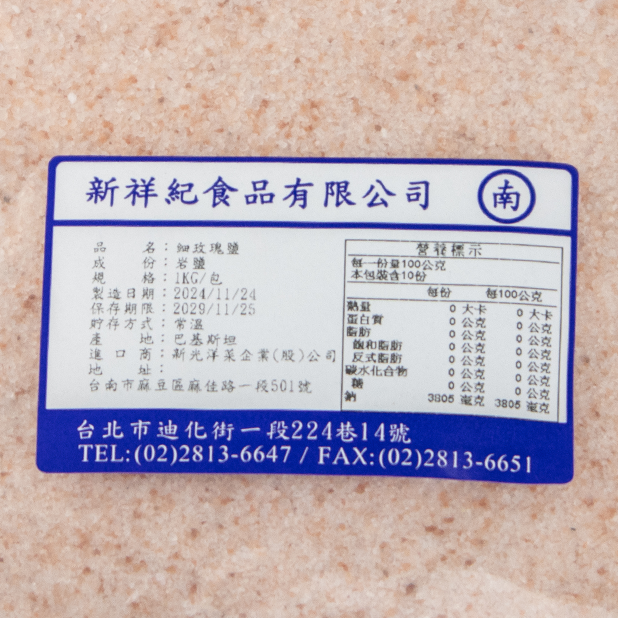 新祥紀食品有限公司 南
品名：細玫瑰鹽
成份：岩鹽
規格：1KG/包
製造日期：2024/11/24
保存期限：2029/11/25
貯存方式：常溫
產地：巴基斯坦
進口商：新光洋菜企業(股)公司
地址：
台南市麻豆區麻佳路一段501號
營養標示
每一份量100公克
本包裝含10份
每份 每100公克
熱量 0 大卡 0 大卡
蛋白質 0 公克 0 公克
脂肪 0 公克 0 公克
飽和脂肪 0 公克 0 公克
反式脂肪 0 公克 0 公克
碳水化合物 0 公克 0 公克
糖 0 公克 0 公克
鈉 3805 毫克 3805 毫克
台北市迪化街一段224巷14號
TEL:(02)2813-6647 / FAX:(02)2813-6651